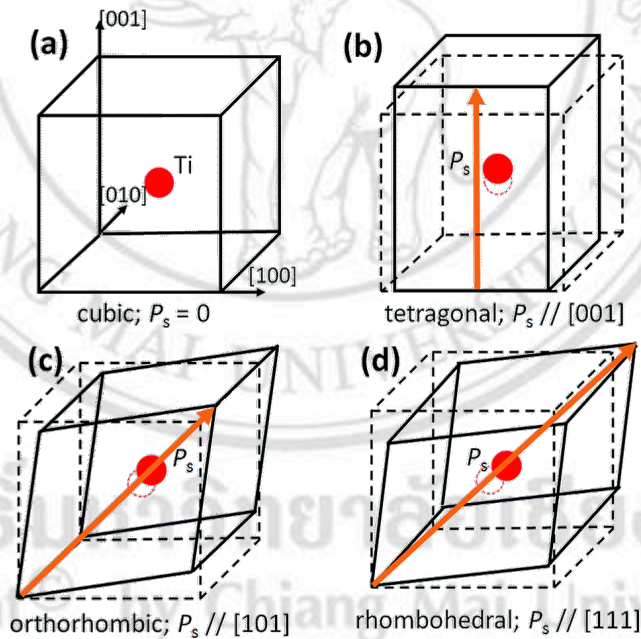 [001]
(a)
Ti
[010]
[100]
cubic; Ps = 0
(b)
Ps
tetragonal; Ps // [001]
(c)
Ps
orthorhombic; Ps // [101]
(d)
Ps
rhombohedral; Ps // [111]